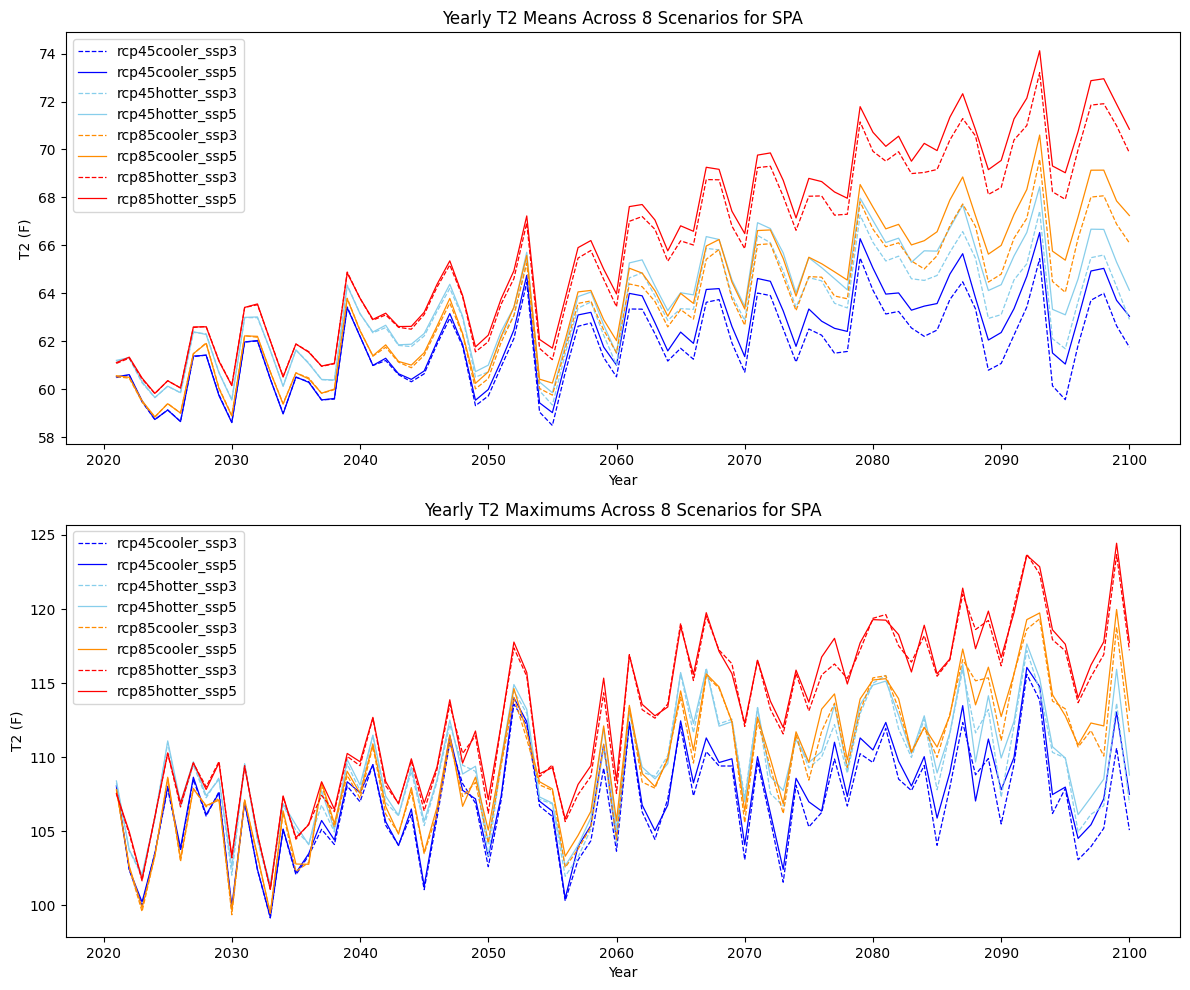 Yearly T2 Means Across 8 Scenarios for SPA
rcp45cooler_ssp3
rcp45cooler_ssp5
rcp45hotter_ssp3
rcp45hotter_ssp5
rcp85cooler_ssp3
rcp85cooler_ssp5
rcp85hotter_ssp3
rcp85hotter_ssp5
74
72
70
68
66
64
62
60
58
T2 (F)
2020 2030 2040 2050 2060 2070 2080 2090 2100
Year
Yearly T2 Maximums Across 8 Scenarios for SPA
rcp45cooler_ssp3
rcp45cooler_ssp5
rcp45hotter_ssp3
rcp45hotter_ssp5
rcp85cooler_ssp3
rcp85cooler_ssp5
rcp85hotter_ssp3
rcp85hotter_ssp5
125
120
115
110
105
100
T2 (F)
2020 2030 2040 2050 2060 2070 2080 2090 2100
Year